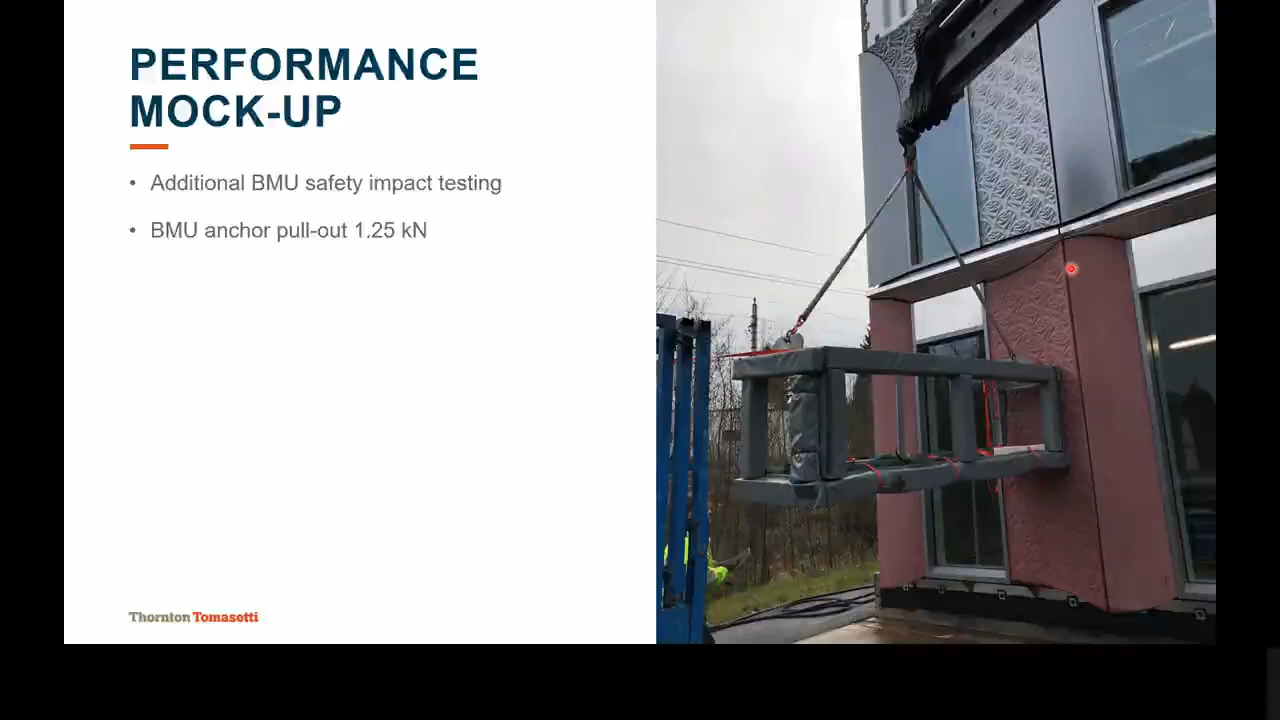 PERFORMANCE
MOCK-UP
• Additional BMU safety impact testing
• BMU anchor pull-out 1.25 kN
Thornton Tomasetti